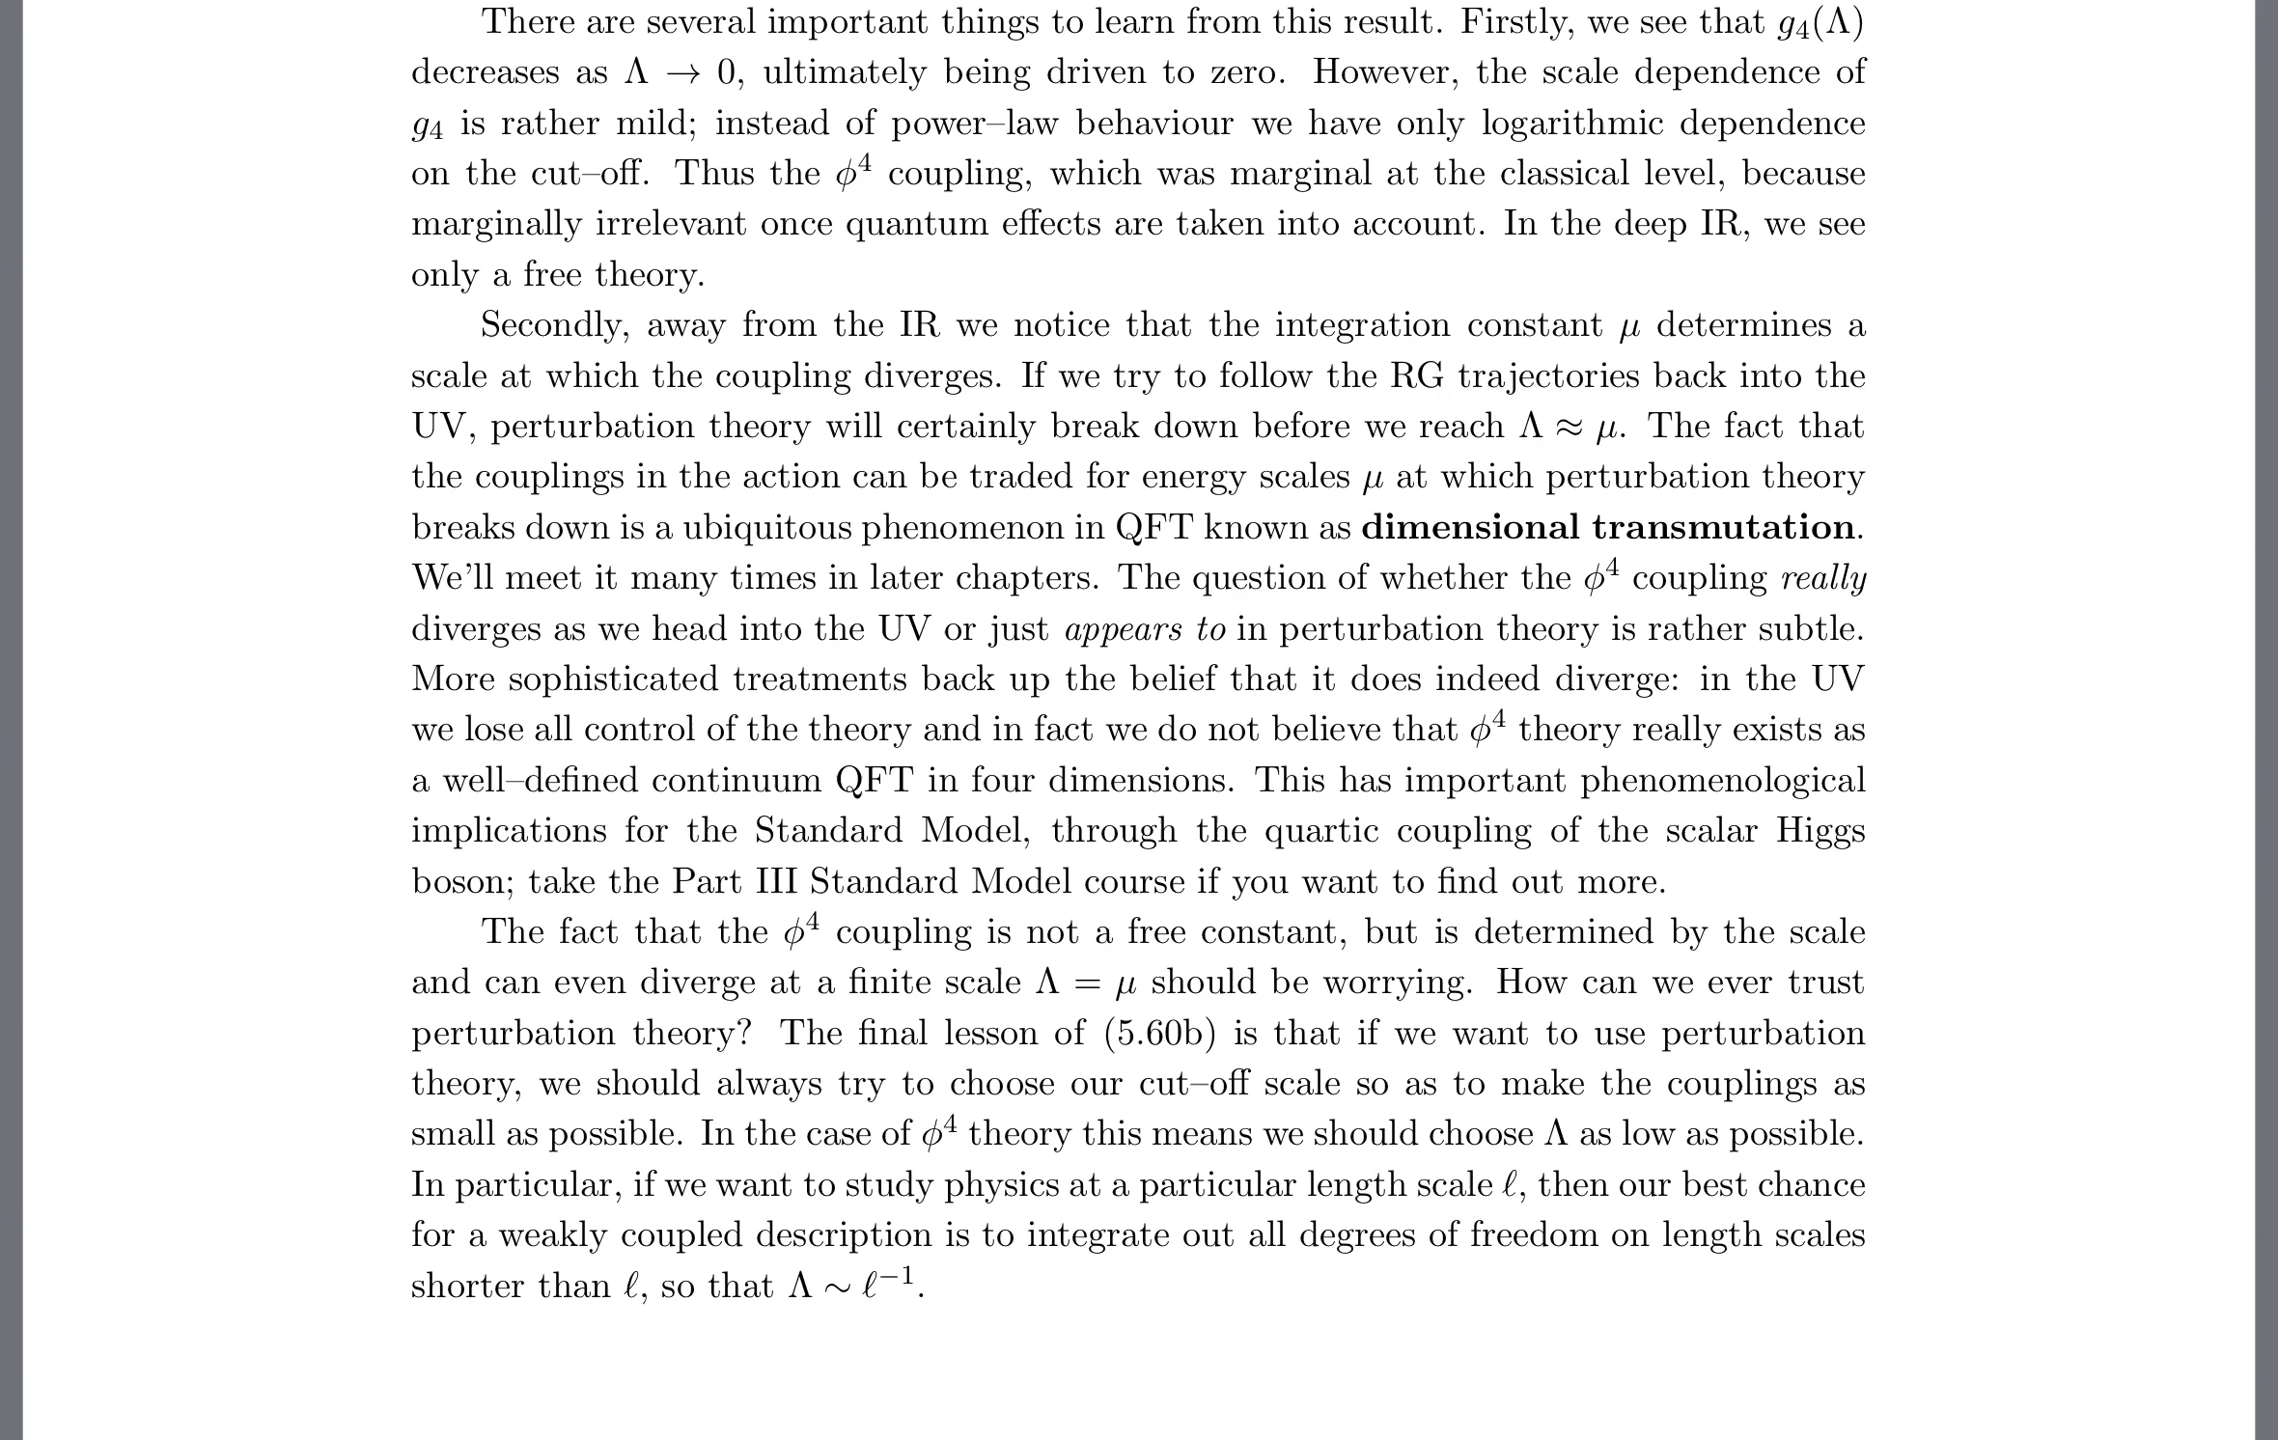 There are several important things to learn from this result. Firstly, we see that g₄(Λ)
decreases as Λ → 0, ultimately being driven to zero. However, the scale dependence of
g₄ is rather mild; instead of power–law behaviour we have only logarithmic dependence
on the cut–off. Thus the ϕ⁴ coupling, which was marginal at the classical level, because
marginally irrelevant once quantum effects are taken into account. In the deep IR, we see
only a free theory.
Secondly, away from the IR we notice that the integration constant μ determines a
scale at which the coupling diverges. If we try to follow the RG trajectories back into the
UV, perturbation theory will certainly break down before we reach Λ ≈ μ. The fact that
the couplings in the action can be traded for energy scales μ at which perturbation theory
breaks down is a ubiquitous phenomenon in QFT known as dimensional transmutation.
We'll meet it many times in later chapters. The question of whether the ϕ⁴ coupling really
diverges as we head into the UV or just appears to in perturbation theory is rather subtle.
More sophisticated treatments back up the belief that it does indeed diverge: in the UV
we lose all control of the theory and in fact we do not believe that ϕ⁴ theory really exists as
a well–defined continuum QFT in four dimensions. This has important phenomenological
implications for the Standard Model, through the quartic coupling of the scalar Higgs
boson; take the Part III Standard Model course if you want to find out more.
The fact that the ϕ⁴ coupling is not a free constant, but is determined by the scale
and can even diverge at a finite scale Λ = μ should be worrying. How can we ever trust
perturbation theory? The final lesson of (5.60b) is that if we want to use perturbation
theory, we should always try to choose our cut–off scale so as to make the couplings as
small as possible. In the case of ϕ⁴ theory this means we should choose Λ as low as possible.
In particular, if we want to study physics at a particular length scale ℓ, then our best chance
for a weakly coupled description is to integrate out all degrees of freedom on length scales
shorter than ℓ, so that Λ ∼ ℓ⁻¹.